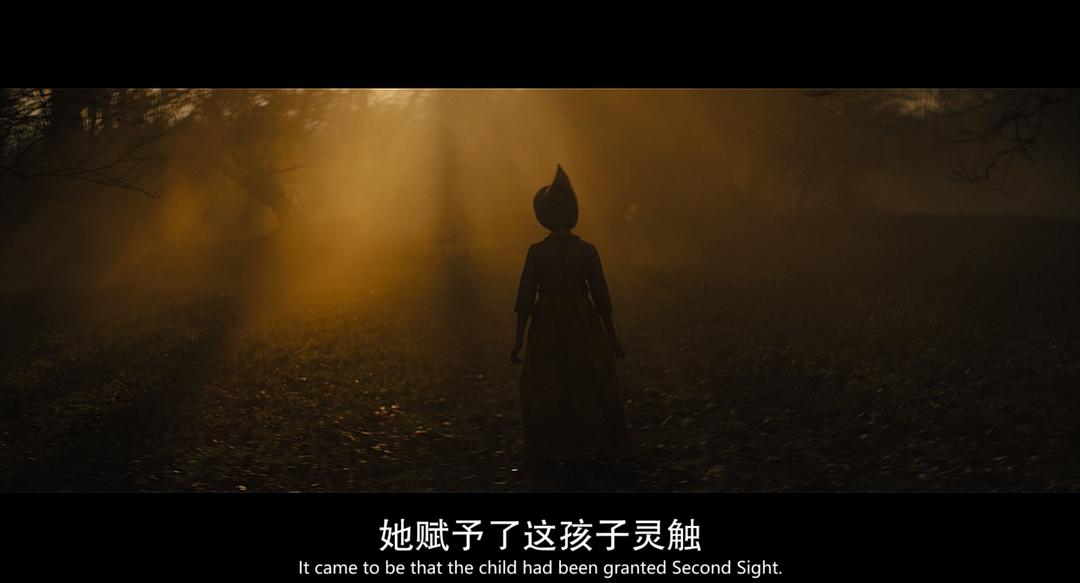 她赋予了这孩子灵触
It came to be that the child had been granted Second Sight.